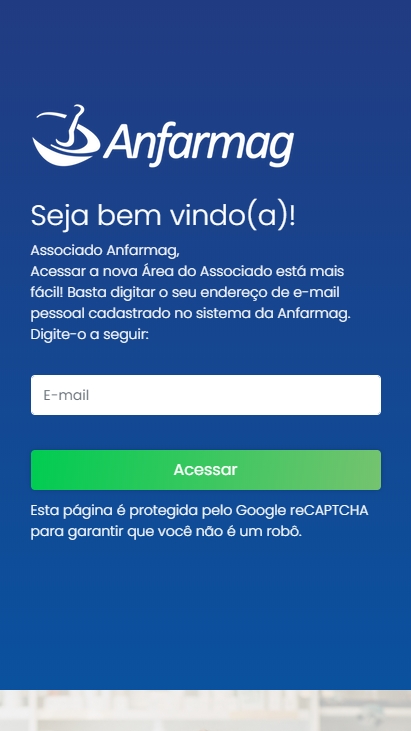 Anfarmag
Seja bem vindo(a)!
Associado Anfarmag,
Acessar a nova Área do Associado está mais
fácil! Basta digitar o seu endereço de e-mail
pessoal cadastrado no sistema da Anfarmag.
Digite-o a seguir:
E-mail
Acessar
Esta página é protegida pelo Google reCAPTCHA
para garantir que você não é um robô.